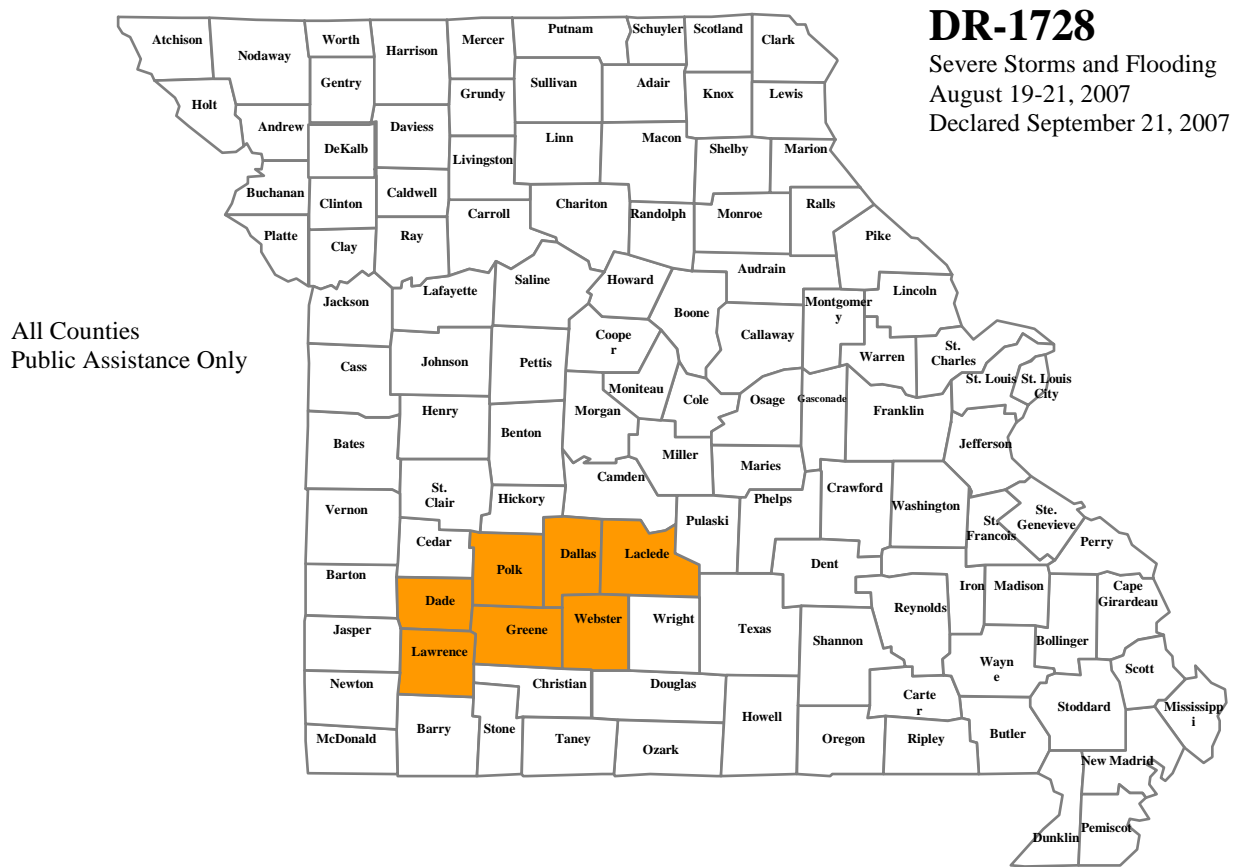 DR-1728
Severe Storms and Flooding
August 19-21, 2007
Declared September 21, 2007
All Counties
Public Assistance Only
Atchison
Nodaway
Worth
Harrison
Mercer
Putnam
Schuyler
Scotland
Clark
Holt
Gentry
Grundy
Sullivan
Adair
Knox
Lewis
Andrew
DeKalb
Daviess
Livingston
Linn
Macon
Shelby
Marion
Buchanan
Clinton
Caldwell
Carroll
Chariton
Randolph
Monroe
Ralls
Pike
Platte
Clay
Ray
Saline
Howard
Audrain
Jackson
Lafayette
Boone
Montgomer
y
Lincoln
Cass
Johnson
Pettis
Coope
r
Callaway
Warren
St.
Charles
St. Louis
St. Louis
City
Moniteau
Cole
Osage
Gasconade
Franklin
Henry
Benton
Morgan
Jefferson
Bates
Miller
Maries
Camden
St.
Clair
Hickory
Phelps
Crawford
Washington
Vernon
Pulaski
St.
Francois
Ste.
Genevieve
Perry
Cedar
Polk
Dallas
Laclede
Dent
Barton
Dade
Iron
Madison
Cape
Girardeau
Reynolds
Jasper
Lawrence
Greene
Webster
Wright
Texas
Shannon
Bollinger
Newton
Christian
Douglas
Wayn
e
Scott
Carte
r
Stoddard
Mississipp
i
McDonald
Barry
Stone
Taney
Ozark
Howell
Oregon
Ripley
Butler
New Madrid
Dunklin
Pemiscot